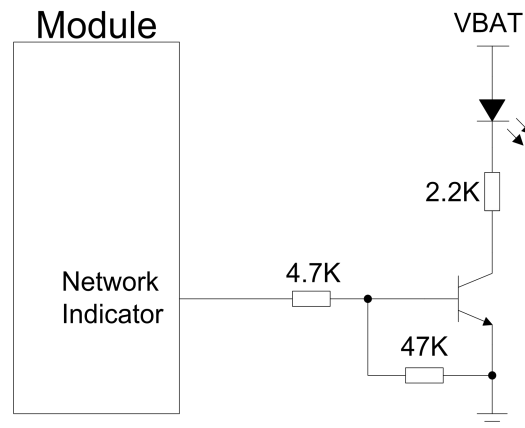 Module
VBAT
2.2K
4.7K
Network
Indicator
47K